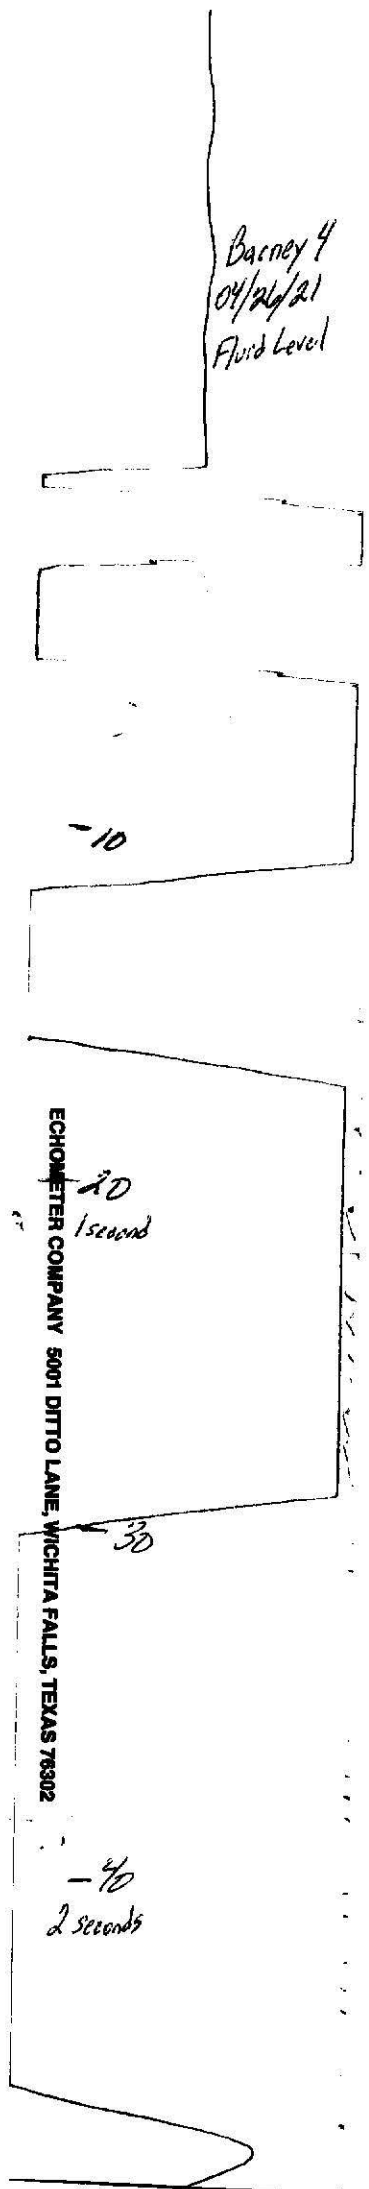 Barney 4
04/26/21
Fluid Level
-10
-20
1 second
ECHOMETER COMPANY 5001 DITTO LANE, WICHITA FALLS, TEXAS 76302
-30
-40
2 seconds